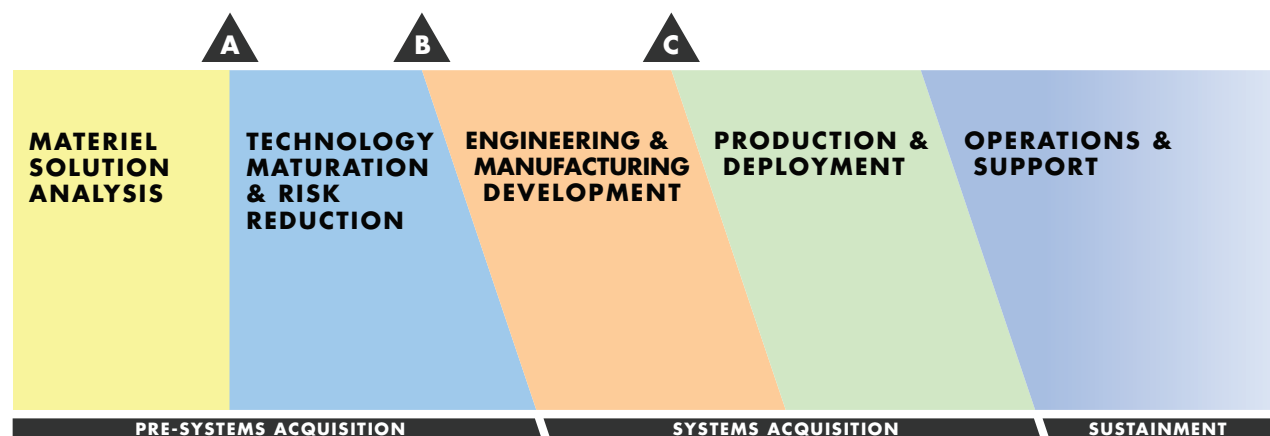 A
B
C
MATERIEL
SOLUTION
ANALYSIS
TECHNOLOGY
MATURATION
& RISK
REDUCTION
ENGINEERING &
MANUFACTURING
DEVELOPMENT
PRODUCTION &
DEPLOYMENT
OPERATIONS &
SUPPORT
PRE-SYSTEMS ACQUISITION
SYSTEMS ACQUISITION
SUSTAINMENT